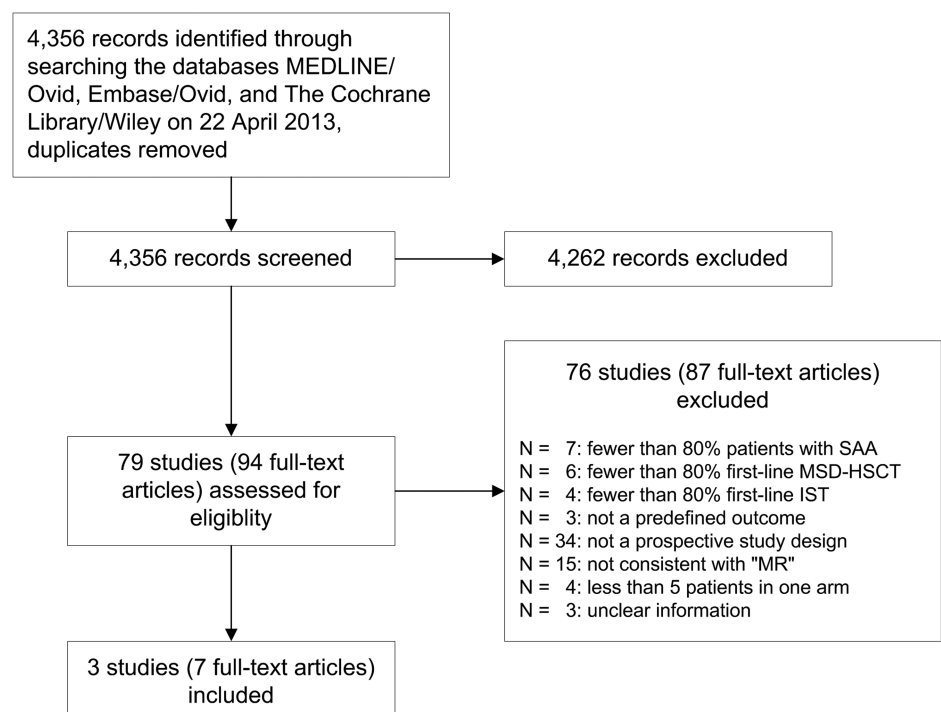 4,356 records identified through
searching the databases MEDLINE/
Ovid, Embase/Ovid, and The Cochrane
Library/Wiley on 22 April 2013,
duplicates removed
4,356 records screened
4,262 records excluded
76 studies (87 full-text articles)
excluded
N = 7: fewer than 80% patients with SAA
N = 6: fewer than 80% first-line MSD-HSCT
N = 4: fewer than 80% first-line IST
N = 3: not a predefined outcome
N = 34: not a prospective study design
N = 15: not consistent with "MR"
N = 4: less than 5 patients in one arm
N = 3: unclear information
79 studies (94 full-text
articles) assessed for
eligiblity
3 studies (7 full-text articles)
included